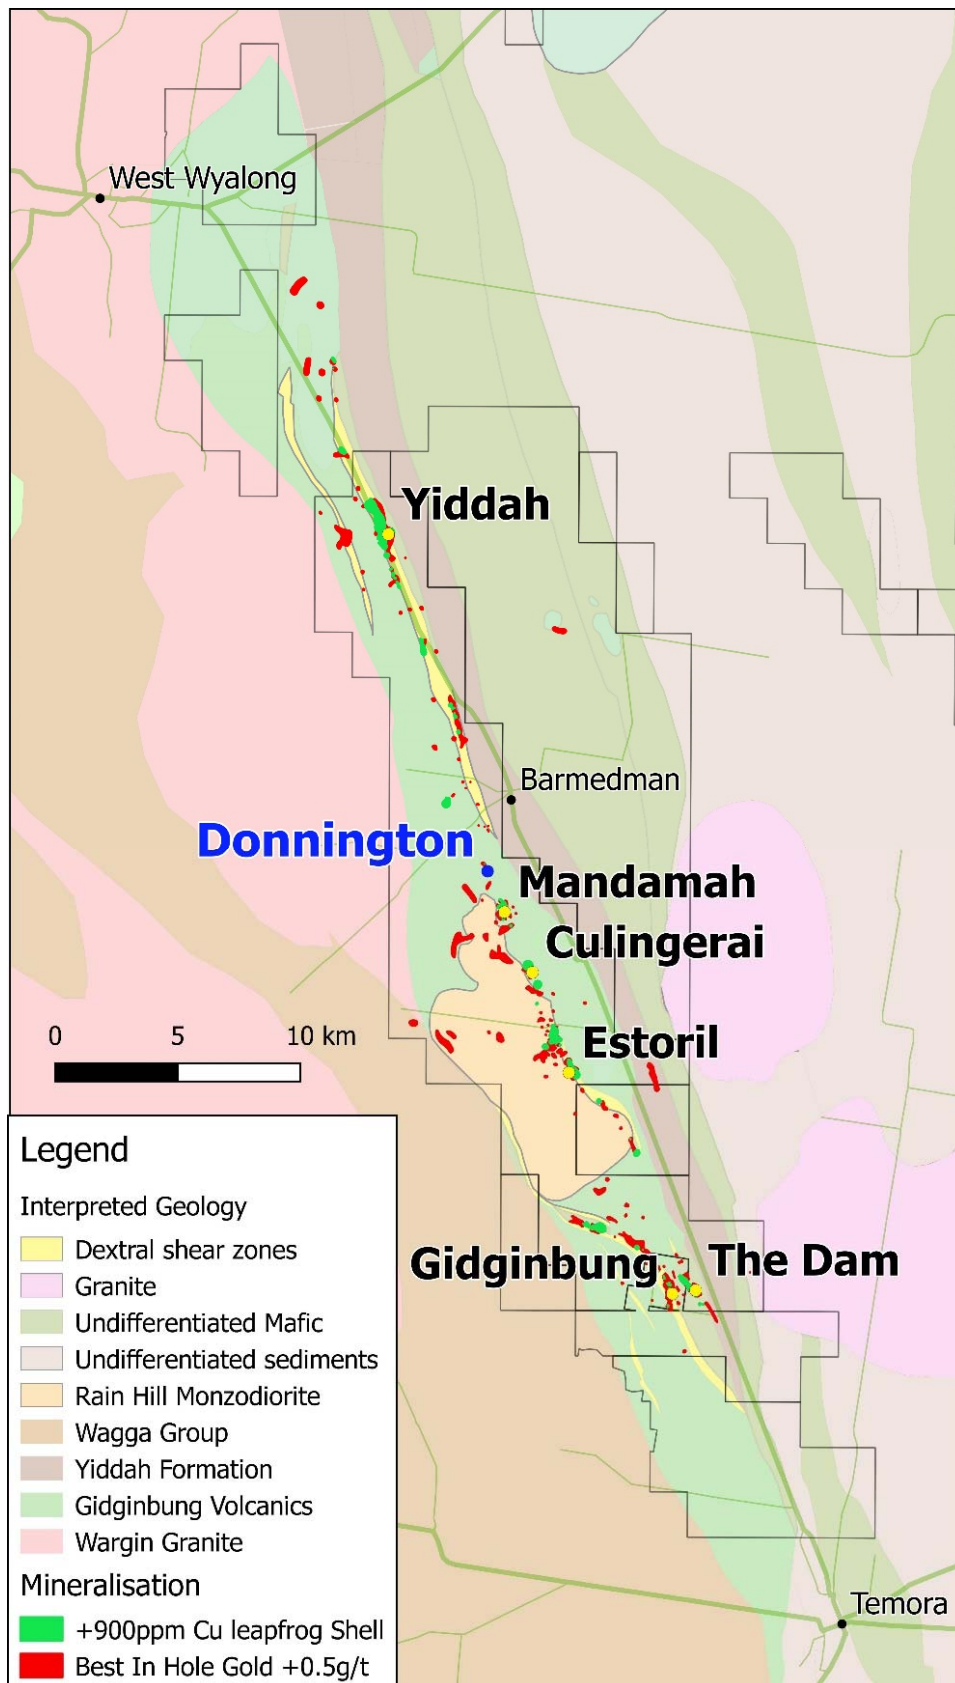 West Wyalong
Yiddah
Barmedman
Donnington
Mandamah
Culingerai
0 5 10 km
Estoril
Gidginbung
The Dam
Temora
Legend
Interpreted Geology
Dextral shear zones
Granite
Undifferentiated Mafic
Undifferentiated sediments
Rain Hill Monzodiorite
Wagga Group
Yiddah Formation
Gidginbung Volcanics
Wargin Granite
Mineralisation
+900ppm Cu leapfrog Shell
Best In Hole Gold +0.5g/t